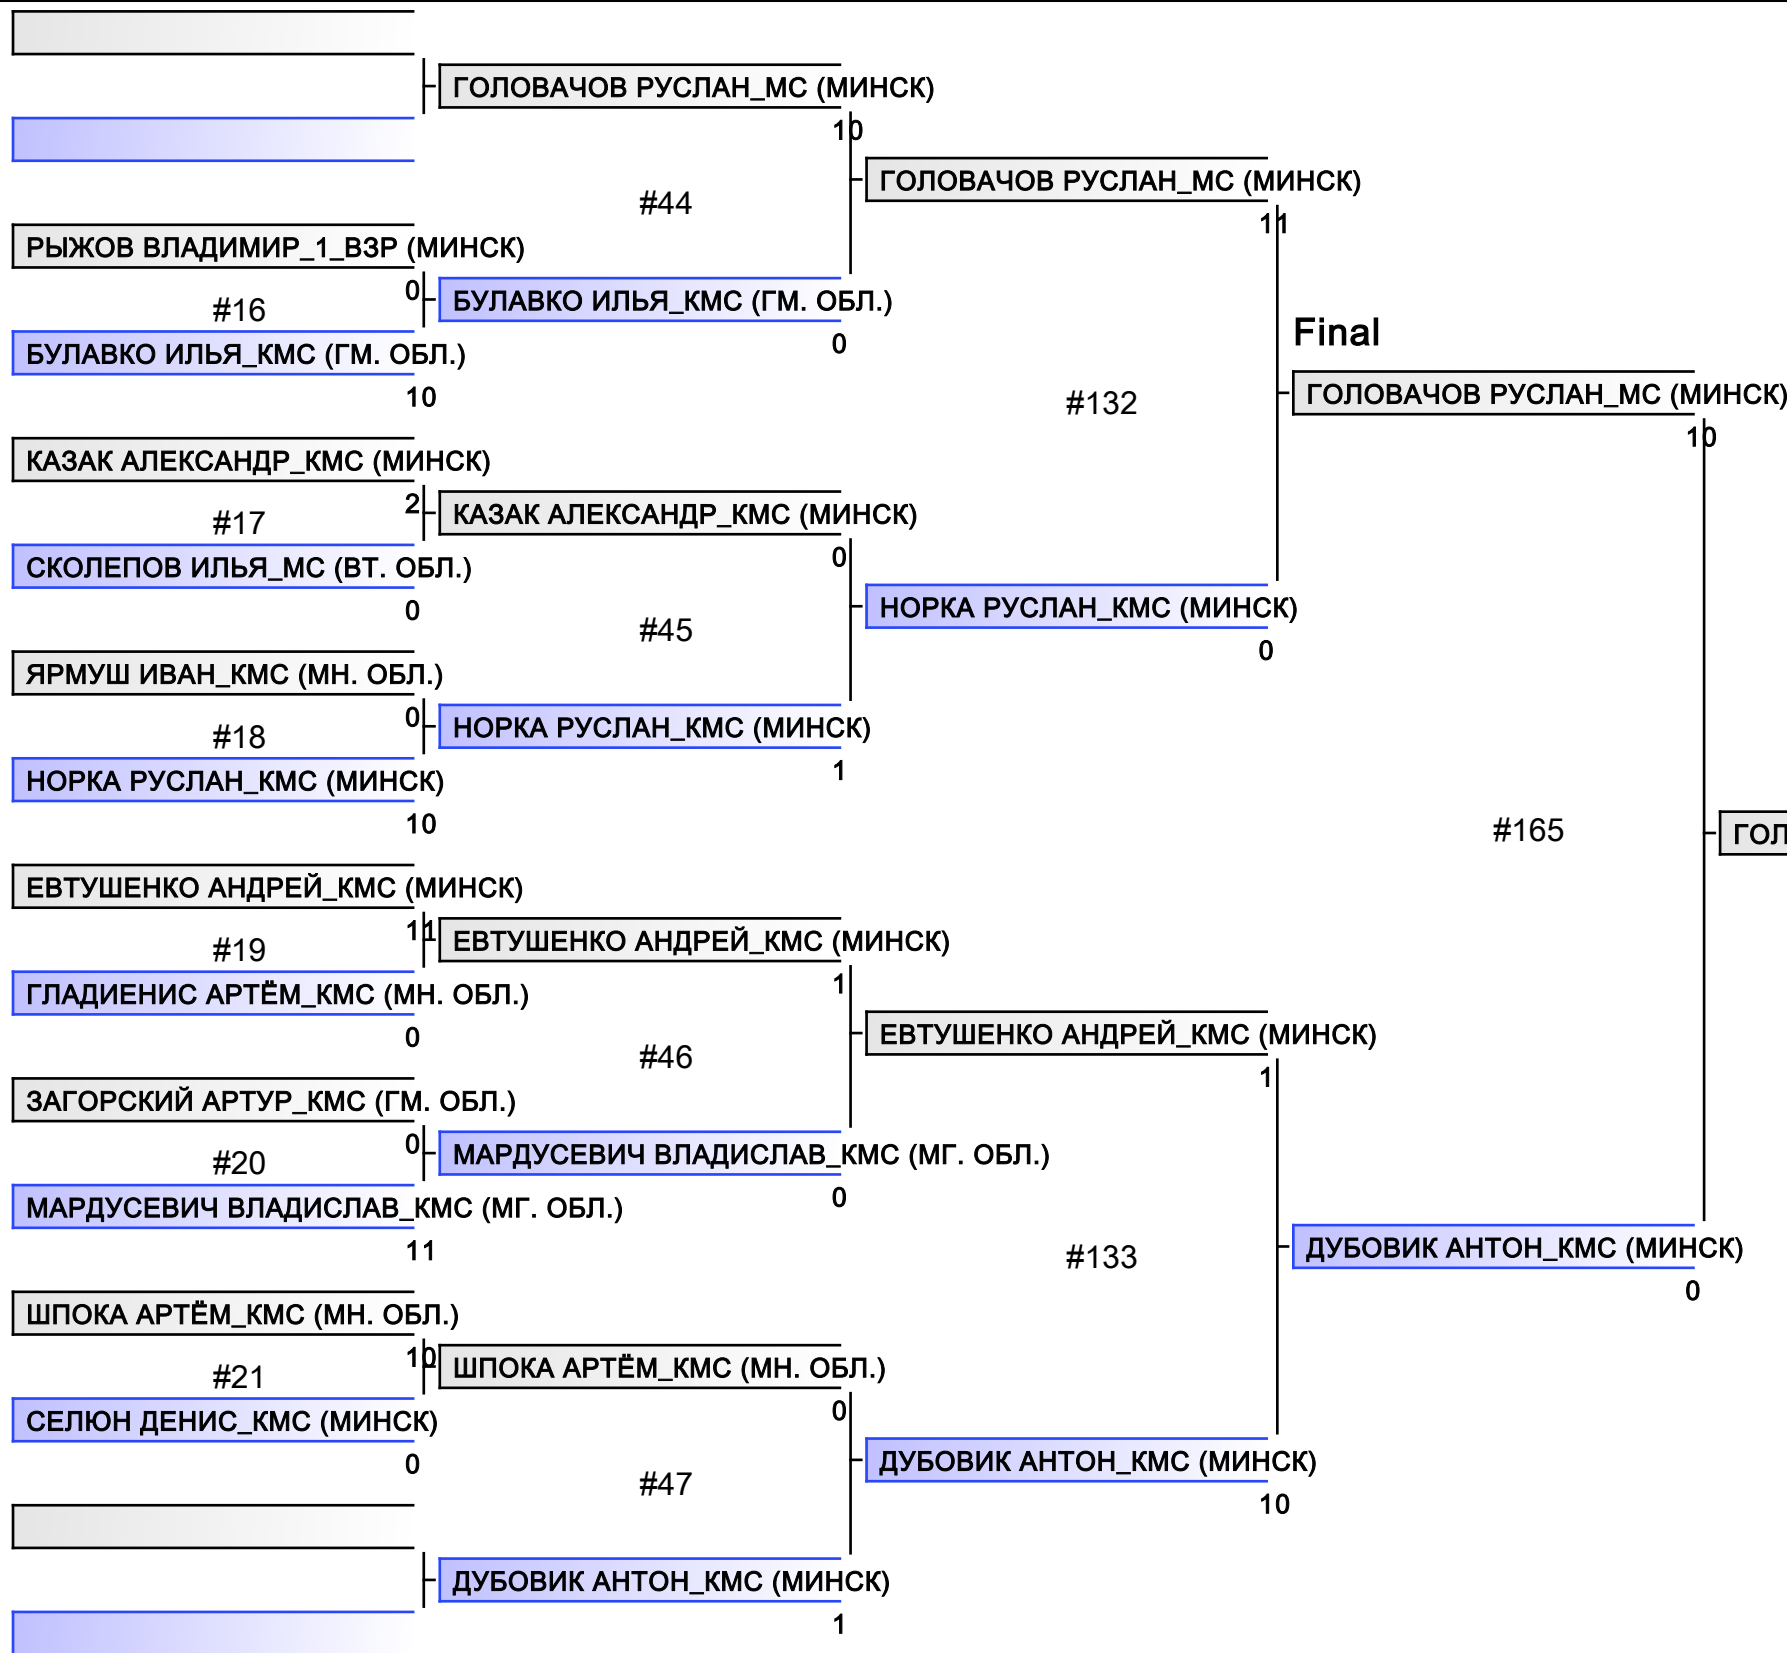 ГОЛОВАЧОВ РУСЛАН_МС (МИНСК)
10
ГОЛОВАЧОВ РУСЛАН_МС (МИНСК)
#44
11
РЫЖОВ ВЛАДИМИР_1_ВЗР (МИНСК)
0
БУЛАВКО ИЛЬЯ_КМС (ГМ. ОБЛ.)
#16
Final
0
БУЛАВКО ИЛЬЯ_КМС (ГМ. ОБЛ.)
10
ГОЛОВАЧОВ РУСЛАН_МС (МИНСК)
#132
10
КАЗАК АЛЕКСАНДР_КМС (МИНСК)
2
КАЗАК АЛЕКСАНДР_КМС (МИНСК)
#17
0
СКОЛЕПОВ ИЛЬЯ_МС (ВТ. ОБЛ.)
0
НОРКА РУСЛАН_КМС (МИНСК)
#45
0
ЯРМУШ ИВАН_КМС (МН. ОБЛ.)
0
НОРКА РУСЛАН_КМС (МИНСК)
#18
1
НОРКА РУСЛАН_КМС (МИНСК)
10
#165
ГОЛ
ЕВТУШЕНКО АНДРЕЙ_КМС (МИНСК)
11
ЕВТУШЕНКО АНДРЕЙ_КМС (МИНСК)
#19
1
ГЛАДИЕНИС АРТЁМ_КМС (МН. ОБЛ.)
0
ЕВТУШЕНКО АНДРЕЙ_КМС (МИНСК)
#46
1
ЗАГОРСКИЙ АРТУР_КМС (ГМ. ОБЛ.)
0
МАРДУСЕВИЧ ВЛАДИСЛАВ_КМС (МГ. ОБЛ.)
#20
0
МАРДУСЕВИЧ ВЛАДИСЛАВ_КМС (МГ. ОБЛ.)
11
#133
ДУБОВИК АНТОН_КМС (МИНСК)
0
ШПОКА АРТЁМ_КМС (МН. ОБЛ.)
10
ШПОКА АРТЁМ_КМС (МН. ОБЛ.)
#21
0
СЕЛЮН ДЕНИС_КМС (МИНСК)
0
ДУБОВИК АНТОН_КМС (МИНСК)
#47
10
ДУБОВИК АНТОН_КМС (МИНСК)
1